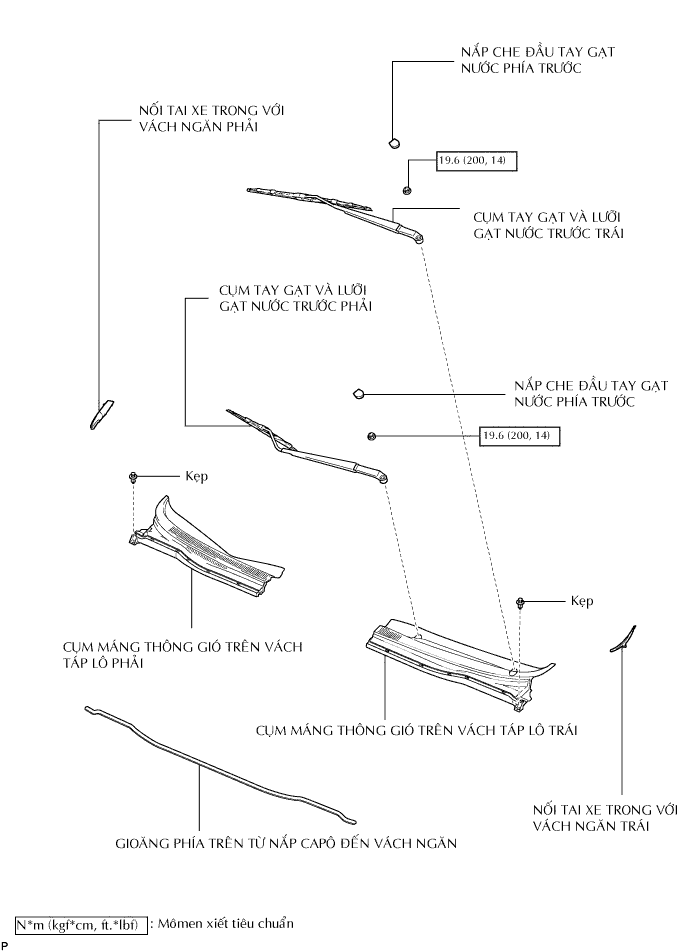 NẮP CHE ĐẦU TAY GẠT
NƯỚC PHÍA TRƯỚC
NỐI TAI XE TRONG VỚI
VÁCH NGĂN PHẢI
19.6 (200, 14)
CỤM TAY GẠT VÀ LƯỠI
GẠT NƯỚC TRƯỚC TRÁI
CỤM TAY GẠT VÀ LƯỠI
GẠT NƯỚC TRƯỚC PHẢI
NẮP CHE ĐẦU TAY GẠT
NƯỚC PHÍA TRƯỚC
19.6 (200, 14)
Kẹp
Kẹp
CỤM MÁNG THÔNG GIÓ TRÊN VÁCH
TÁP LÔ PHẢI
CỤM MÁNG THÔNG GIÓ TRÊN VÁCH TÁP LÔ TRÁI
NỐI TAI XE TRONG VỚI
VÁCH NGĂN TRÁI
GIOĂNG PHÍA TRÊN TỪ NẮP CAPÔ ĐẾN VÁCH NGĂN
N*m (kgf*cm, ft.*lbf) : Mômen xiết tiêu chuẩn
P